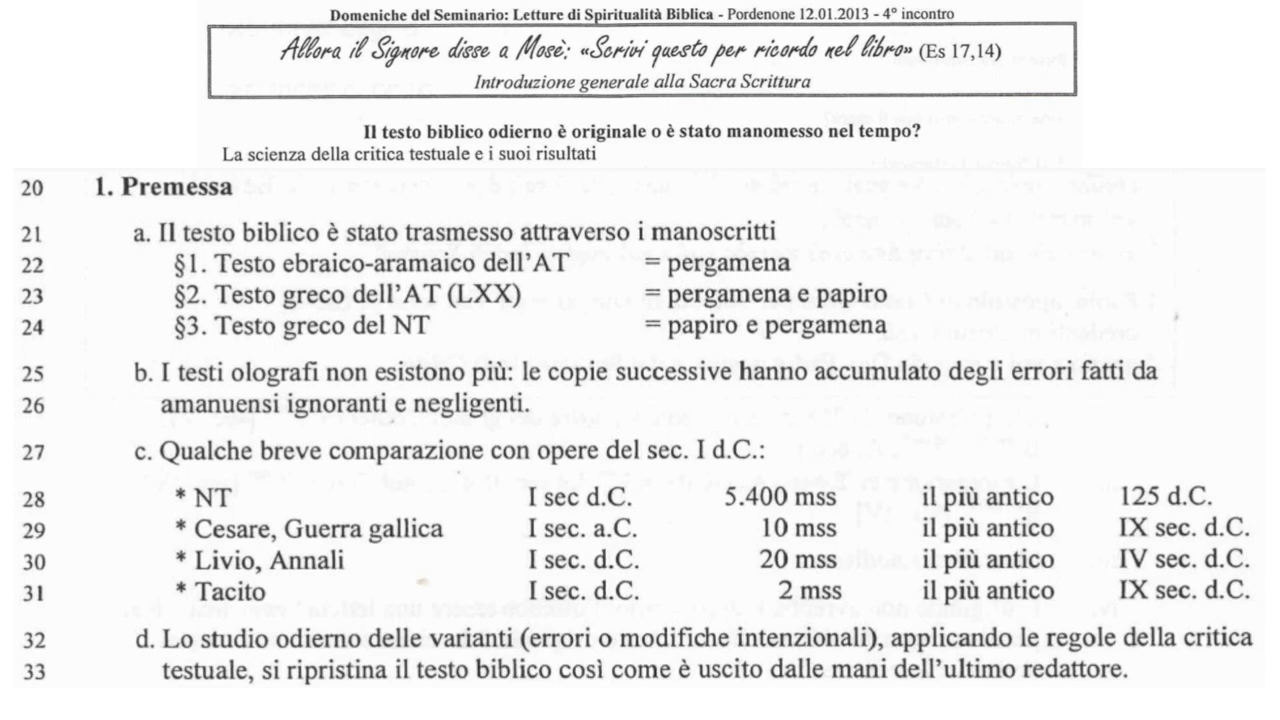 Domeniche del Seminario: Letture di Spiritualità Biblica - Pordenone 12.01.2013 - 4° incontro
Allora il Signore disse a Mosè: «Scrivi questo per ricordo nel libro» (Es 17,14)
Introduzione generale alla Sacra Scrittura
Il testo biblico odierno è originale o è stato manomesso nel tempo?
La scienza della critica testuale e i suoi risultati
20 1. Premessa
21 a. Il testo biblico è stato trasmesso attraverso i manoscritti
22 §1. Testo ebraico-aramaico dell'AT = pergamena
23 §2. Testo greco dell'AT (LXX) = pergamena e papiro
24 §3. Testo greco del NT = papiro e pergamena
25 b. I testi olografi non esistono più: le copie successive hanno accumulato degli errori fatti da
26 amanuensi ignoranti e negligenti.
27 c. Qualche breve comparazione con opere del sec. I d.C.:
28 * NT I sec d.C. 5.400 mss il più antico 125 d.C.
29 * Cesare, Guerra gallica I sec. a.C. 10 mss il più antico IX sec. d.C.
30 * Livio, Annali I sec. d.C. 20 mss il più antico IV sec. d.C.
31 * Tacito I sec. d.C. 2 mss il più antico IX sec. d.C.
32 d. Lo studio odierno delle varianti (errori o modifiche intenzionali), applicando le regole della critica
33 testuale, si ripristina il testo biblico così come è uscito dalle mani dell'ultimo redattore.